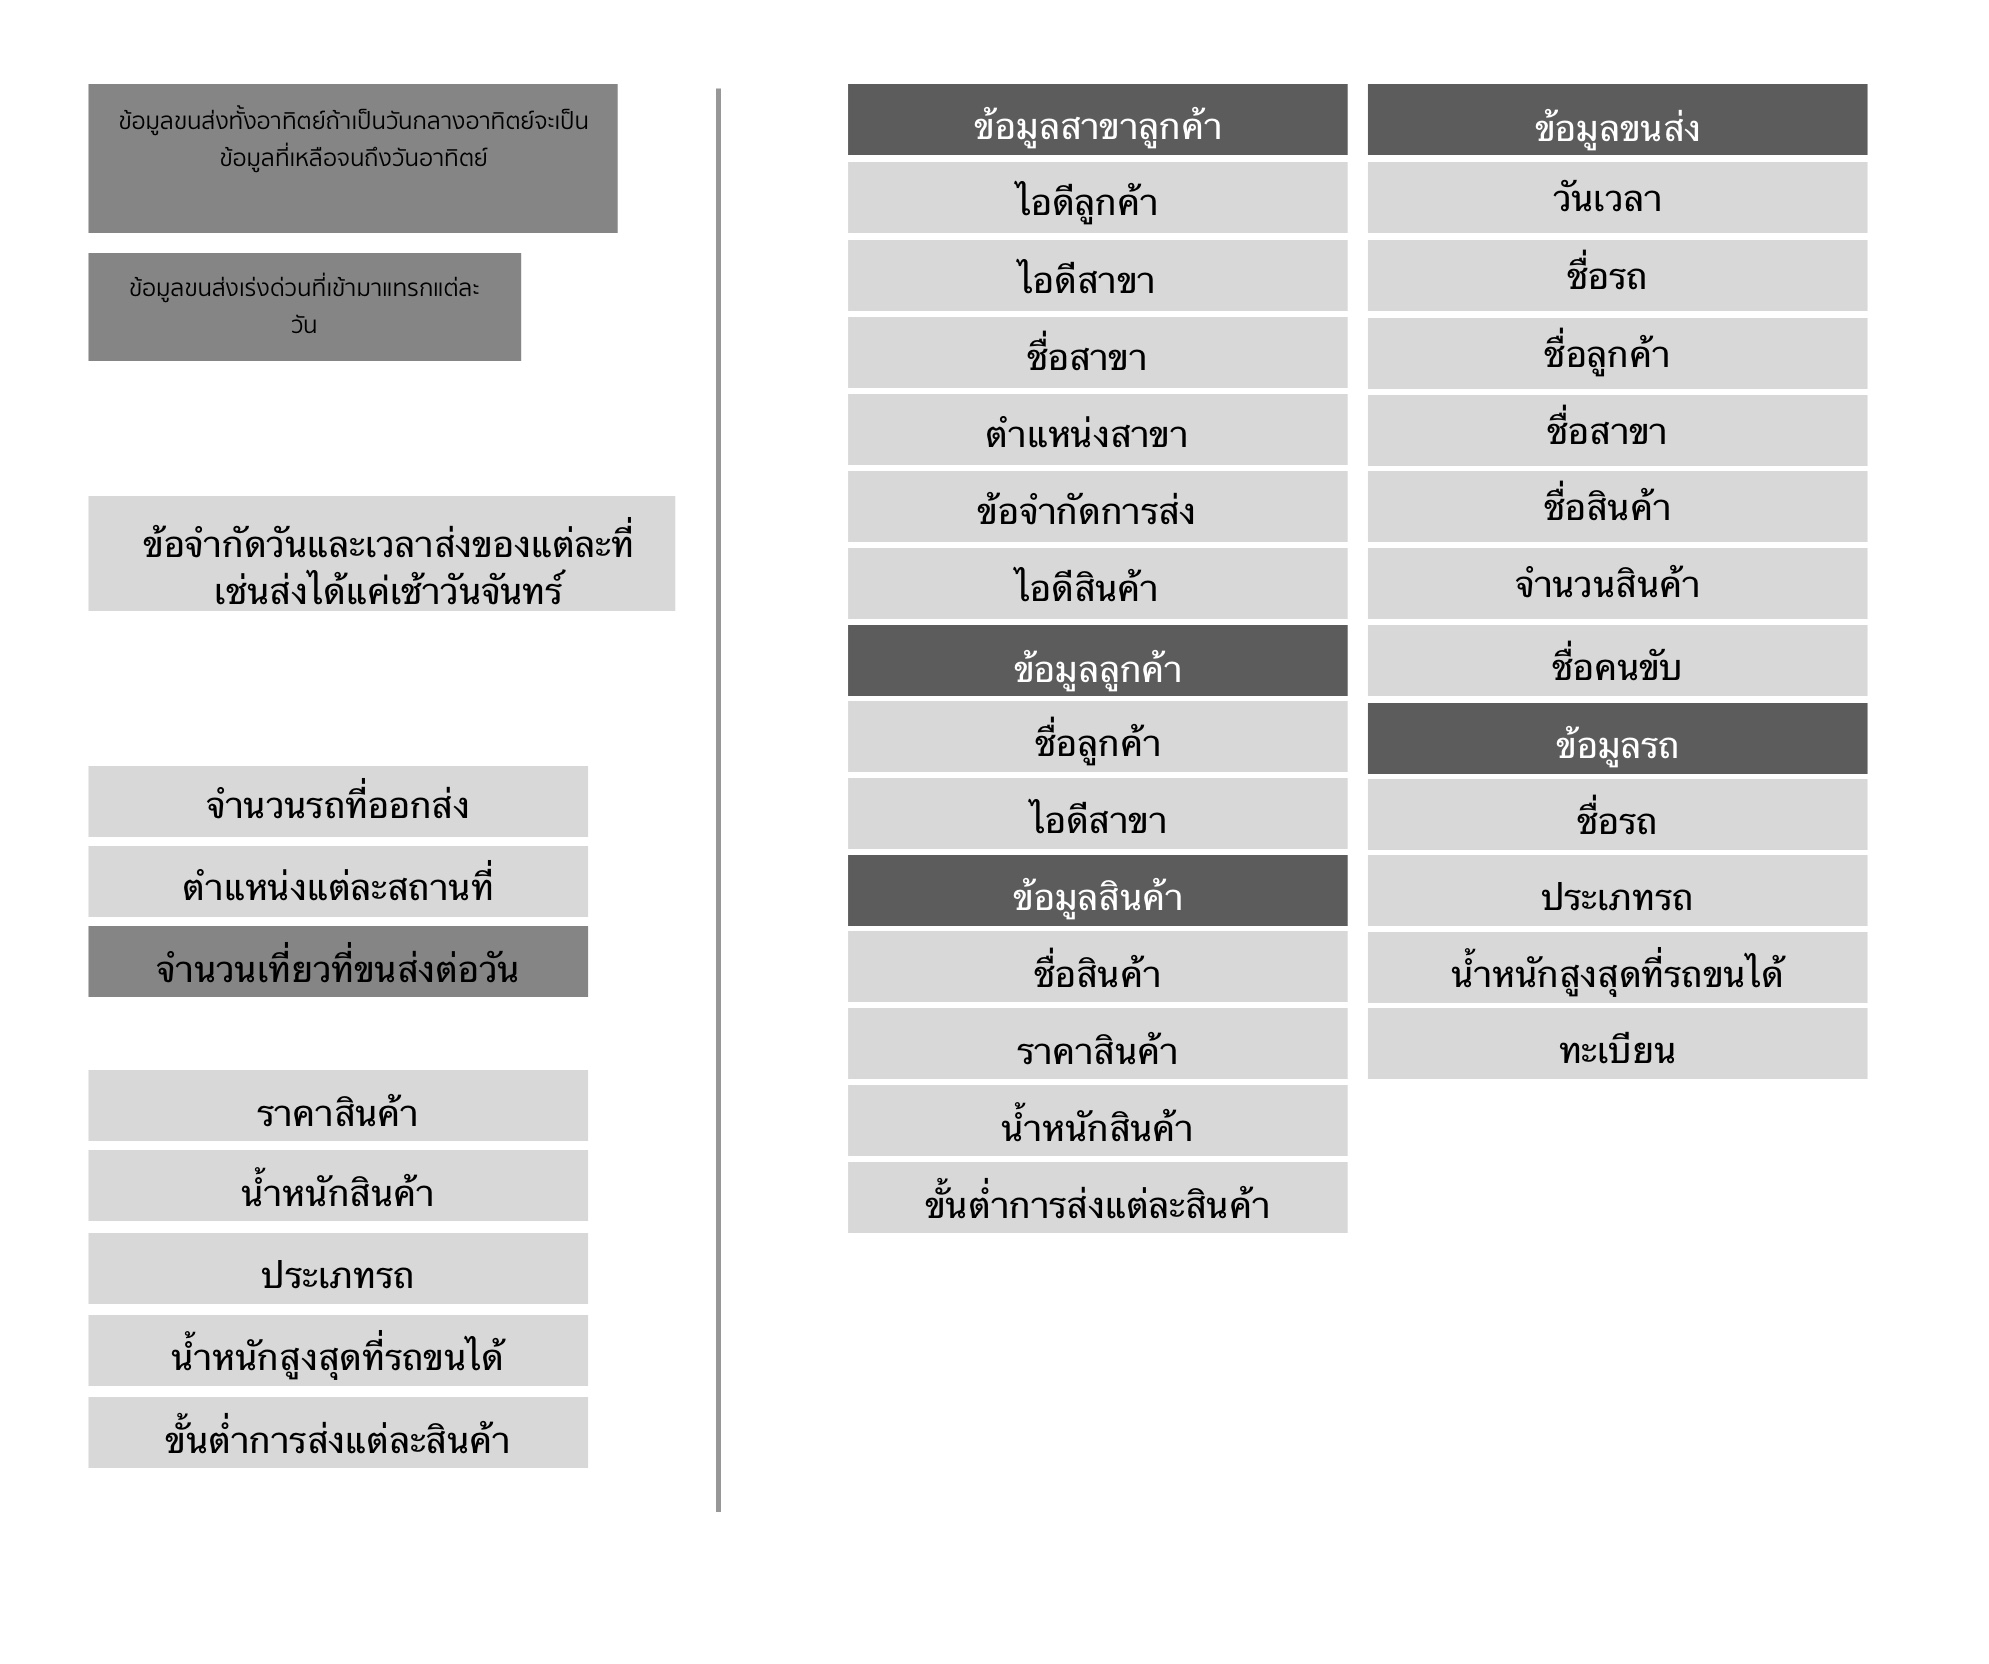 ข้อมูลขนส่งทั้งอาทิตย์ถ้าเป็นวันกลางอาทิตย์จะเป็น
ข้อมูลที่เหลือจนถึงวันอาทิตย์
ข้อมูลขนส่งเร่งด่วนที่เข้ามาแทรกแต่ละ
วัน
ข้อจำกัดวันและเวลาส่งของแต่ละที่
เช่นส่งได้แค่เช้าวันจันทร์
จำนวนรถที่ออกส่ง
ตำแหน่งแต่ละสถานที่
จำนวนเที่ยวที่ขนส่งต่อวัน
ราคาสินค้า
น้ำหนักสินค้า
ประเภทรถ
น้ำหนักสูงสุดที่รถขนได้
ขั้นต่ำการส่งแต่ละสินค้า
ข้อมูลสาขาลูกค้า
ไอดีลูกค้า
ไอดีสาขา
ชื่อสาขา
ตำแหน่งสาขา
ข้อจำกัดการส่ง
ไอดีสินค้า
ข้อมูลลูกค้า
ชื่อลูกค้า
ไอดีสาขา
ข้อมูลสินค้า
ชื่อสินค้า
ราคาสินค้า
น้ำหนักสินค้า
ขั้นต่ำการส่งแต่ละสินค้า
ข้อมูลขนส่ง
วันเวลา
ชื่อรถ
ชื่อลูกค้า
ชื่อสาขา
ชื่อสินค้า
จำนวนสินค้า
ชื่อคนขับ
ข้อมูลรถ
ชื่อรถ
ประเภทรถ
น้ำหนักสูงสุดที่รถขนได้
ทะเบียน